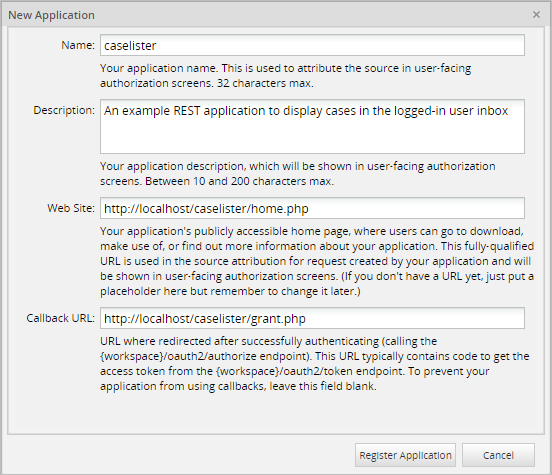 New Application
Name: caselister
Your application name. This is used to attribute the source in user-facing
authorization screens. 32 characters max.
Description: An example REST application to display cases in the logged-in user inbox
Your application description, which will be shown in user-facing authorization
screens. Between 10 and 200 characters max.
Web Site: http://localhost/caselister/home.php
Your application's publicly accessible home page, where users can go to download,
make use of, or find out more information about your application. This fully-qualified
URL is used in the source attribution for request created by your application and will
be shown in user-facing authorization screens. (If you don't have a URL yet, just put a
placeholder here but remember to change it later.)
Callback URL: http://localhost/caselister/grant.php
URL where redirected after successfully authenticating (calling the
{workspace}/oauth2/authorize endpoint). This URL typically contains code to get the
access token from the {workspace}/oauth2/token endpoint. To prevent your
application from using callbacks, leave this field blank.
Register Application Cancel